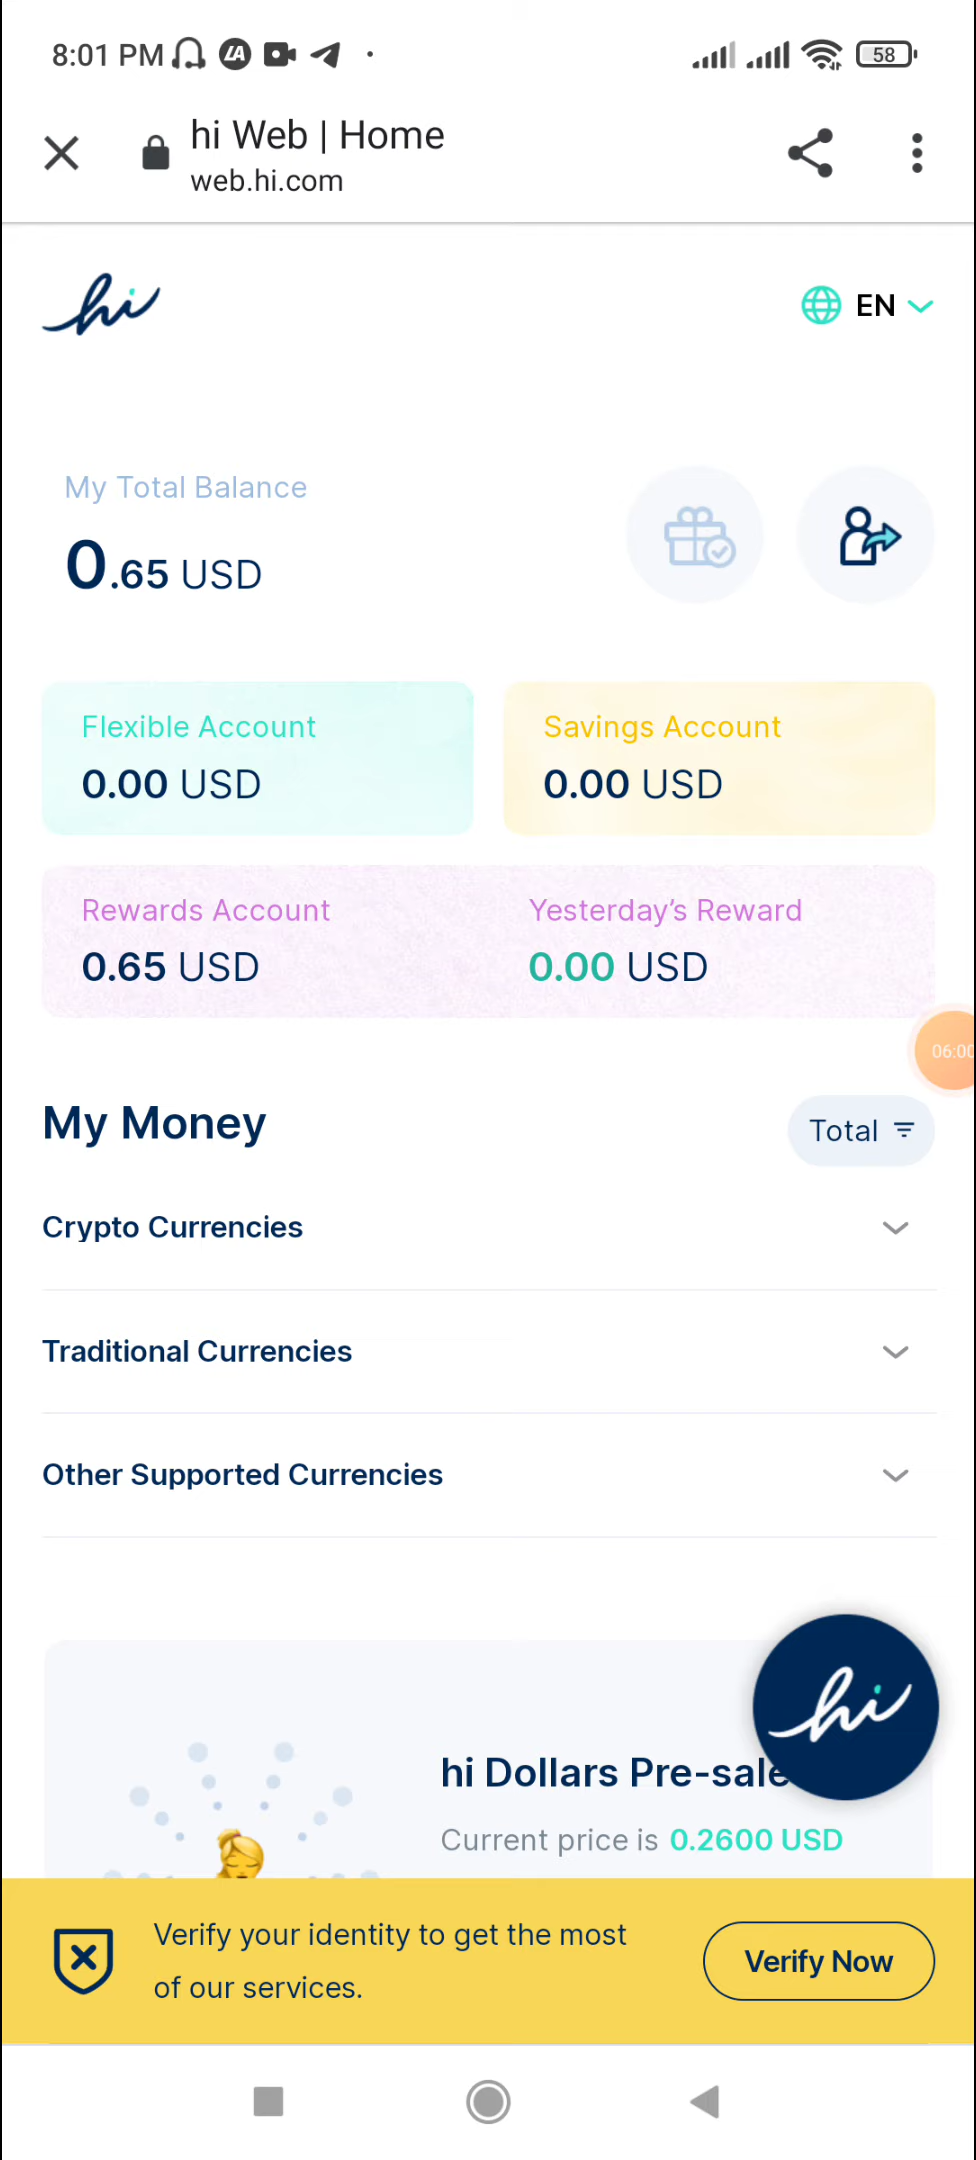 8:01 PM
58
hi Web | Home
web.hi.com
hi
EN
My Total Balance
0.65 USD
Flexible Account
0.00 USD
Savings Account
0.00 USD
Rewards Account
0.65 USD
Yesterday's Reward
0.00 USD
06:00
My Money
Total
Crypto Currencies
Traditional Currencies
Other Supported Currencies
hi
hi Dollars Pre-sale
Current price is 0.2600 USD
Verify your identity to get the most
of our services.
Verify Now